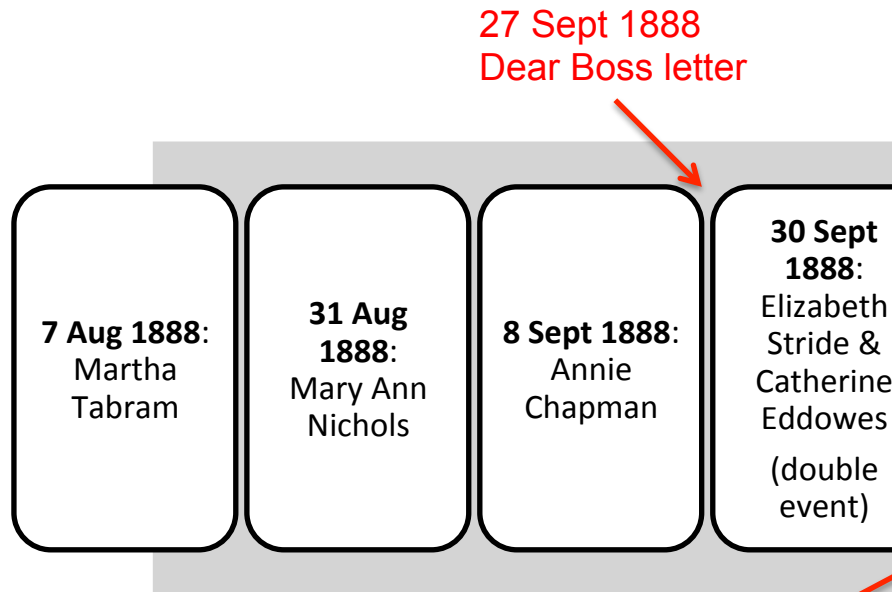 27 Sept 1888
Dear Boss letter
7 Aug 1888:
Martha
Tabram
31 Aug
1888:
Mary Ann
Nichols
8 Sept 1888:
Annie
Chapman
30 Sept
1888:
Elizabeth
Stride &
Catherine
Eddowes
(double
event)